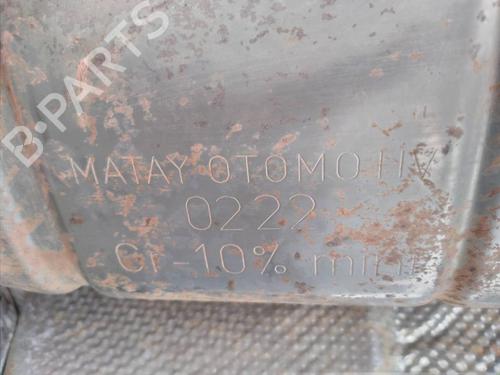 B-PARTS
MATAY OTOMOTIV
0222
Cr-10% min